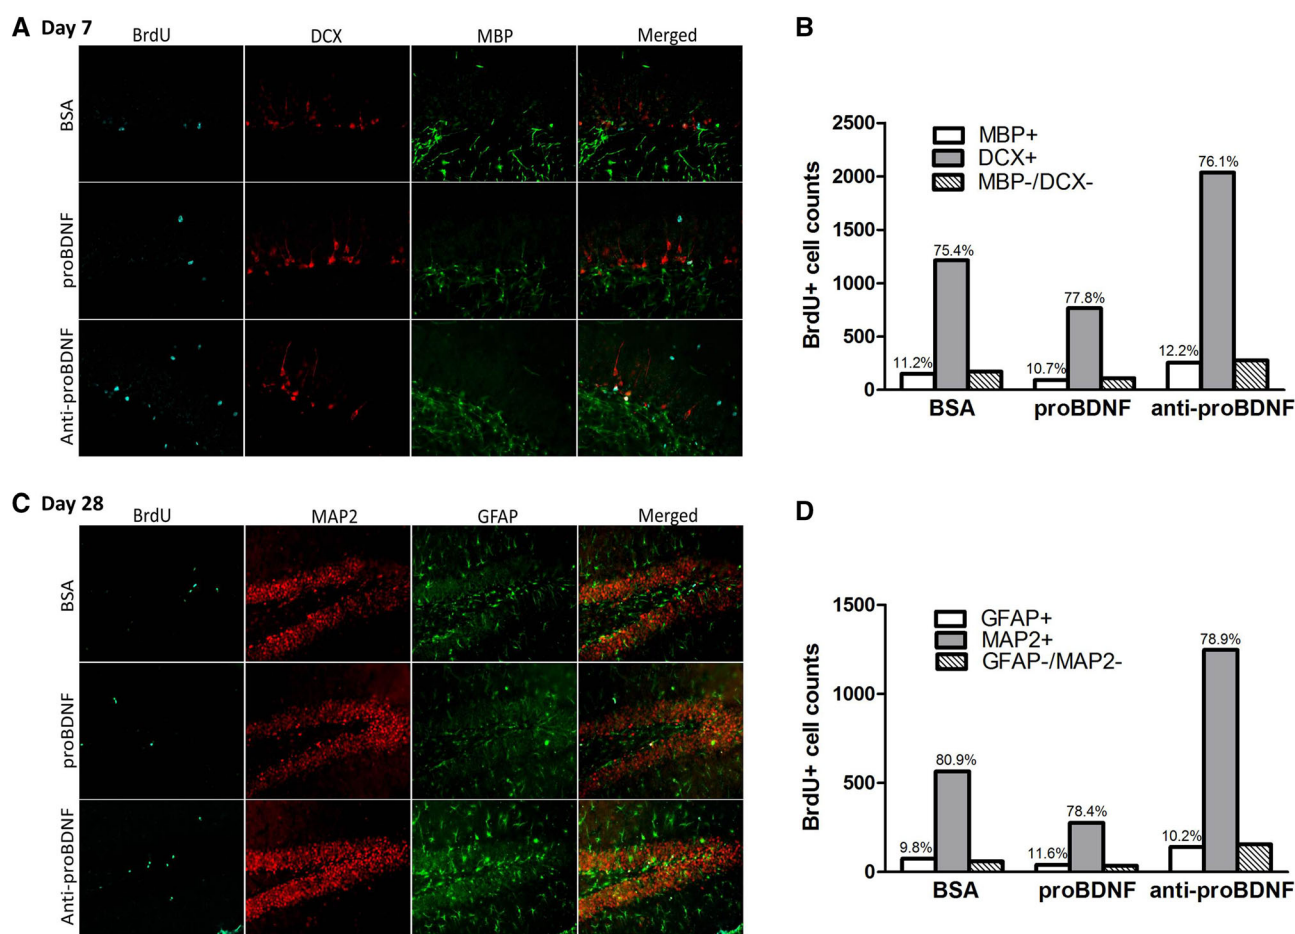 A Day 7
BrdU DCX MBP Merged
BSA
proBDNF
Anti-proBDNF
B
BrdU+ cell counts
2500
2000
1500
1000
500
0
MBP+
DCX+
MBP-/DCX-
11.2%
75.4%
10.7%
77.8%
12.2%
76.1%
BSA proBDNF anti-proBDNF
C Day 28
BrdU MAP2 GFAP Merged
BSA
proBDNF
Anti-proBDNF
D
BrdU+ cell counts
1500
1000
500
0
GFAP+
MAP2+
GFAP-/MAP2-
9.8%
80.9%
11.6%
78.4%
10.2%
78.9%
BSA proBDNF anti-proBDNF